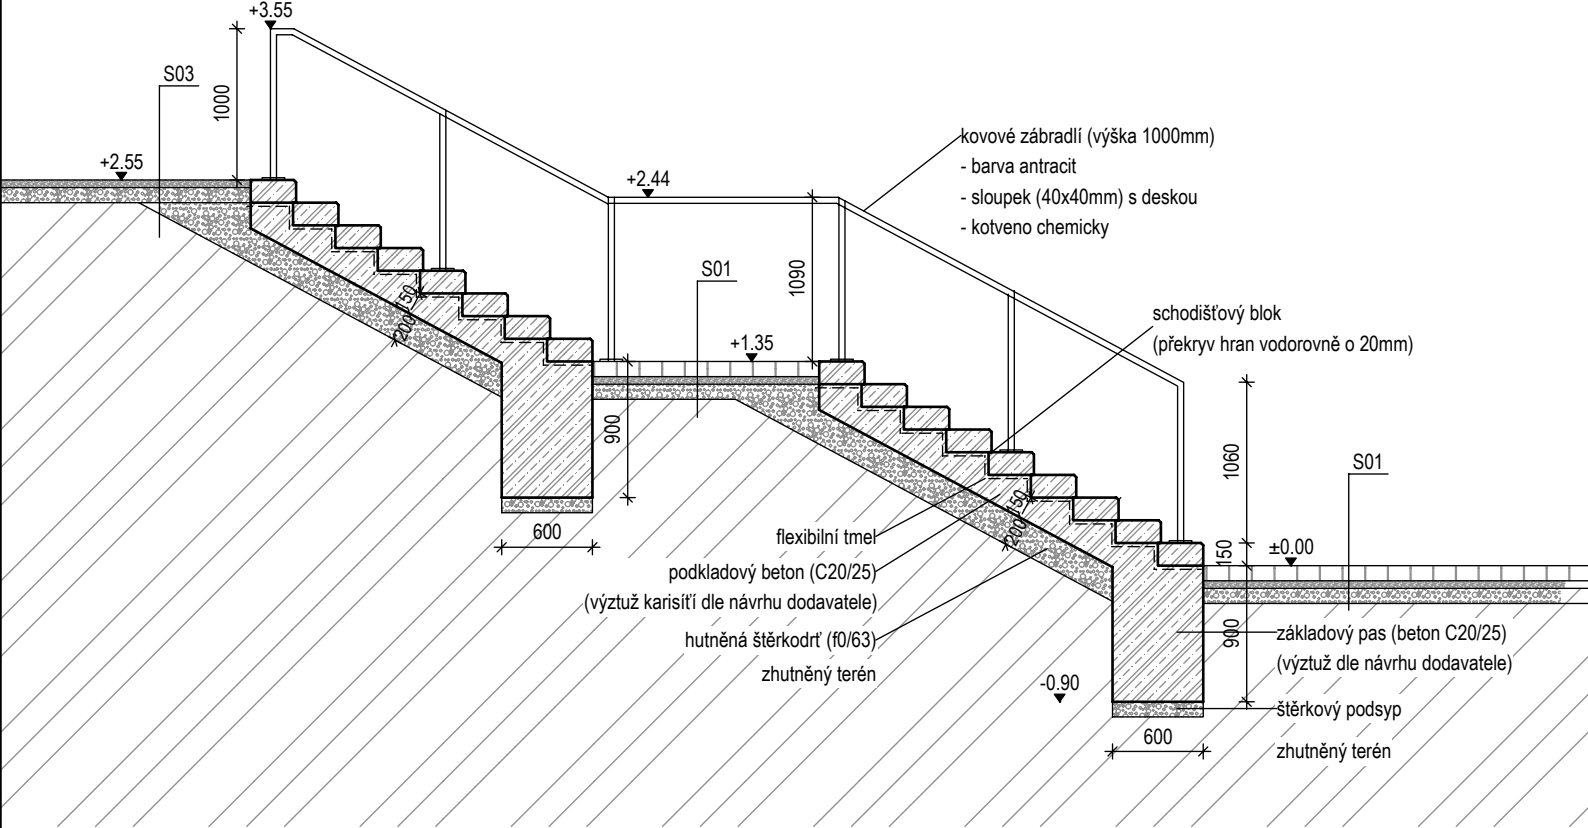 +3.55
S03
1000
+2.55
+2.44
kovové zábradlí (výška 1000mm)
- barva antracit
- sloupek (40x40mm) s deskou
- kotveno chemicky
S01
1090
150
200
schodišťový blok
(překryv hran vodorovně o 20mm)
+1.35
900
600
1060
S01
150
200
flexibilní tmel
podkladový beton (C20/25)
(výztuž karisíťí dle návrhu dodavatele)
hutněná štěrkodrť (f0/63)
zhutněný terén
150
±0.00
900
základový pas (beton C20/25)
(výztuž dle návrhu dodavatele)
-0.90
štěrkový podsyp
600
zhutněný terén